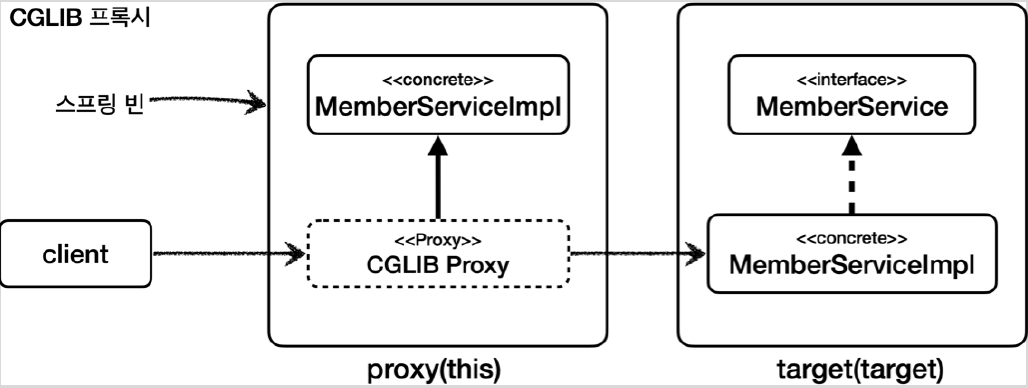 CGLIB 프록시
스프링 빈
client
<<concrete>>
MemberServiceImpl
<<Proxy>>
CGLIB Proxy
proxy(this)
<<interface>>
MemberService
<<concrete>>
MemberServiceImpl
target(target)